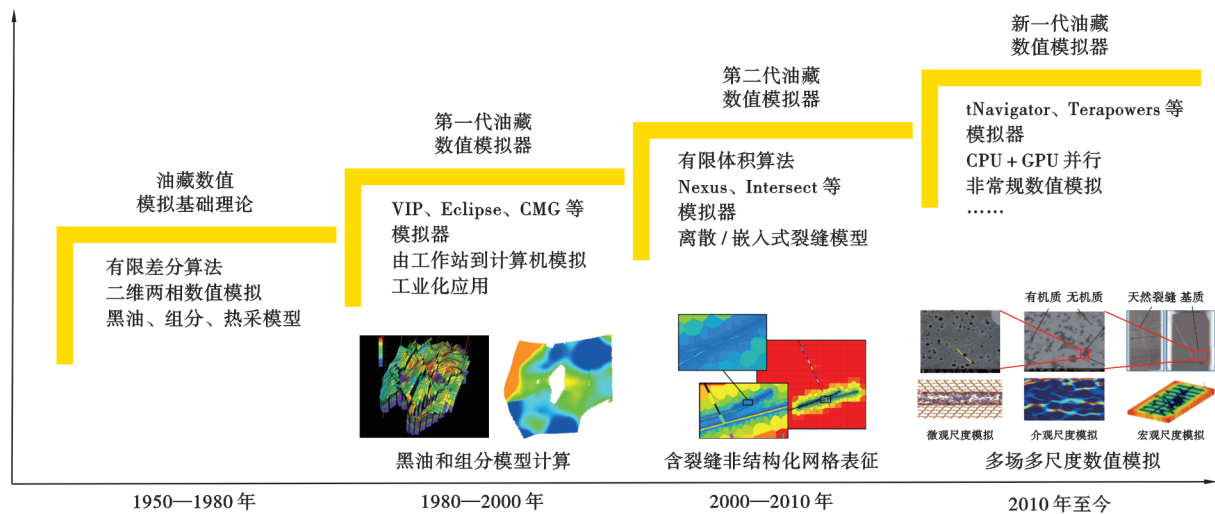 油藏数值
模拟基础理论
有限差分算法
二维两相数值模拟
黑油、组分、热采模型
1950—1980 年
第一代油藏
数值模拟器
VIP、Eclipse、CMG 等
模拟器
由工作站到计算机模拟
工业化应用
黑油和组分模型计算
1980—2000 年
第二代油藏
数值模拟器
有限体积算法
Nexus、Intersect 等
模拟器
离散 / 嵌入式裂缝模型
含裂缝非结构化网格表征
2000—2010 年
新一代油藏
数值模拟器
tNavigator、Terapowers 等
模拟器
CPU + GPU 并行
非常规数值模拟
……
有机质 无机质 天然裂缝 基质
微观尺度模拟 介观尺度模拟 宏观尺度模拟
多场多尺度数值模拟
2010 年至今